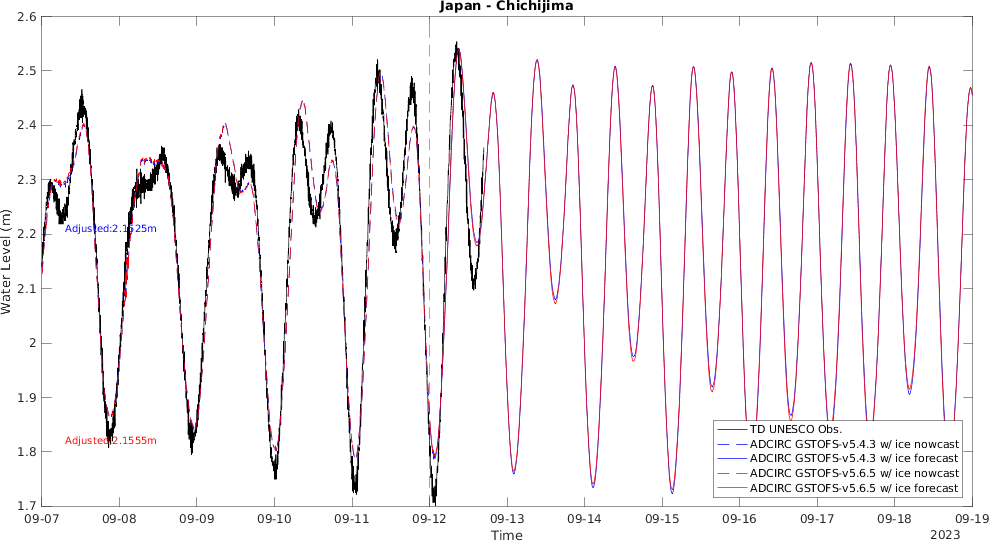 Japan - Chichijima
Water Level (m)
2.6
2.5
2.4
2.3
2.2
2.1
2
1.9
1.8
1.7
Adjusted:2.1525m
Adjusted:2.1555m
TD UNESCO Obs.
ADCIRC GSTOFS-v5.4.3 w/ ice nowcast
ADCIRC GSTOFS-v5.4.3 w/ ice forecast
ADCIRC GSTOFS-v5.6.5 w/ ice nowcast
ADCIRC GSTOFS-v5.6.5 w/ ice forecast
09-07 09-08 09-09 09-10 09-11 09-12 09-13 09-14 09-15 09-16 09-17 09-18 09-19
Time
2023